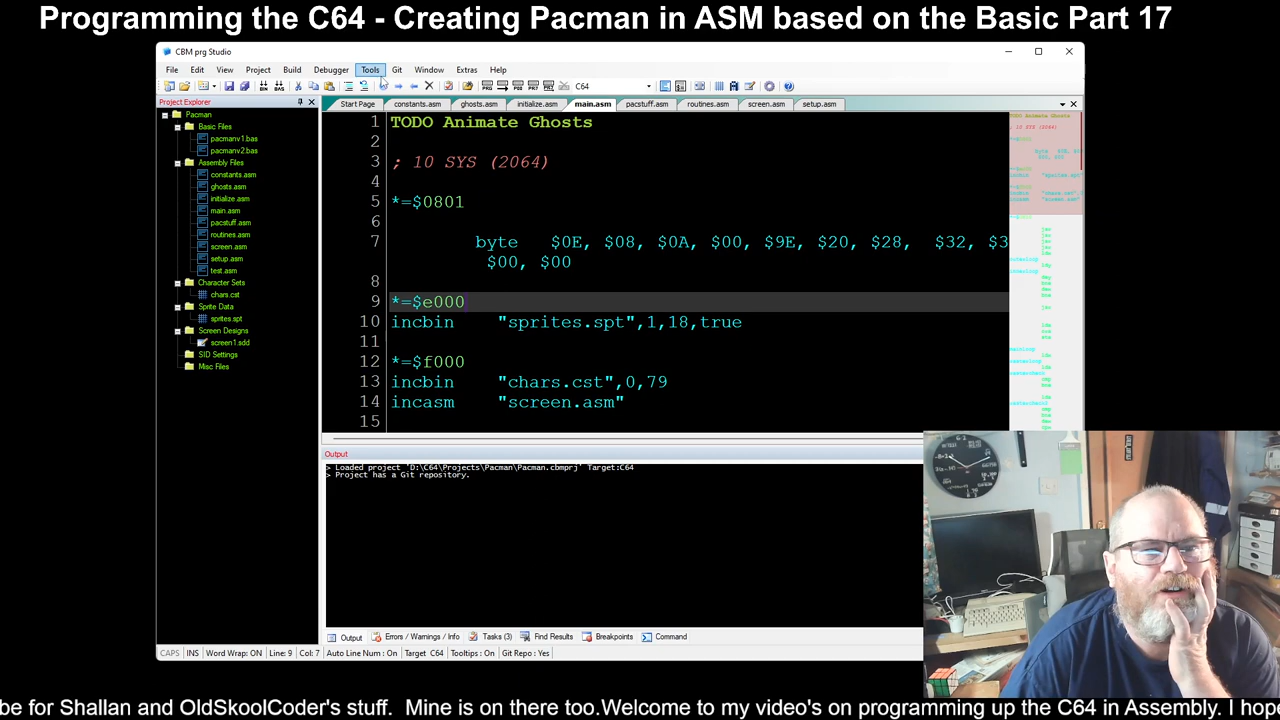 Programming the C64 - Creating Pacman in ASM based on the Basic Part 17
CBM prg Studio
File Edit View Project Build Debugger Tools Git Window Extras Help
C64
Project Explorer
Start Page constants.asm ghosts.asm initialize.asm main.asm pacstuff.asm routines.asm screen.asm setup.asm
Pacman
Basic Files
pacmanv1.bas
pacmanv2.bas
Assembly Files
constants.asm
ghosts.asm
initialize.asm
main.asm
pacstuff.asm
routines.asm
screen.asm
setup.asm
test.asm
Character Sets
chars.cst
Sprite Data
sprites.spt
Screen Designs
screen1.sdd
SID Settings
Misc Files
1 TODO Animate Ghosts
2
3 ; 10 SYS (2064)
4
5 *=$0801
6
7 byte $0E, $08, $0A, $00, $9E, $20, $28, $32, $3
$00, $00
8
9 *=$e000
10 incbin "sprites.spt",1,18,true
11
12 *=$f000
13 incbin "chars.cst",0,79
14 incasm "screen.asm"
15
Output
> Loaded project 'D:\C64\Projects\Pacman\Pacman.cbmprj' Target:C64
> Project has a Git repository.
Output Errors / Warnings / Info Tasks (3) Find Results Breakpoints Command
CAPS INS Word Wrap: ON Line: 9 Col: 7 Auto Line Num : On Target C64 Tooltips : On Git Repo : Yes
be for Shallan and OldSkoolCoder's stuff. Mine is on there too.Welcome to my video's on programming up the C64 in Assembly. I hope